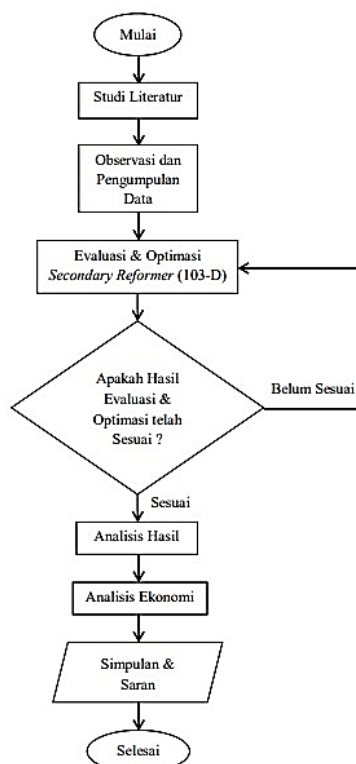 Mulai
Studi Literatur
Observasi dan
Pengumpulan
Data
Evaluasi & Optimasi
Secondary Reformer (103-D)
Apakah Hasil
Evaluasi &
Optimasi telah
Sesuai ?
Belum Sesuai
Sesuai
Analisis Hasil
Analisis Ekonomi
Simpulan &
Saran
Selesai